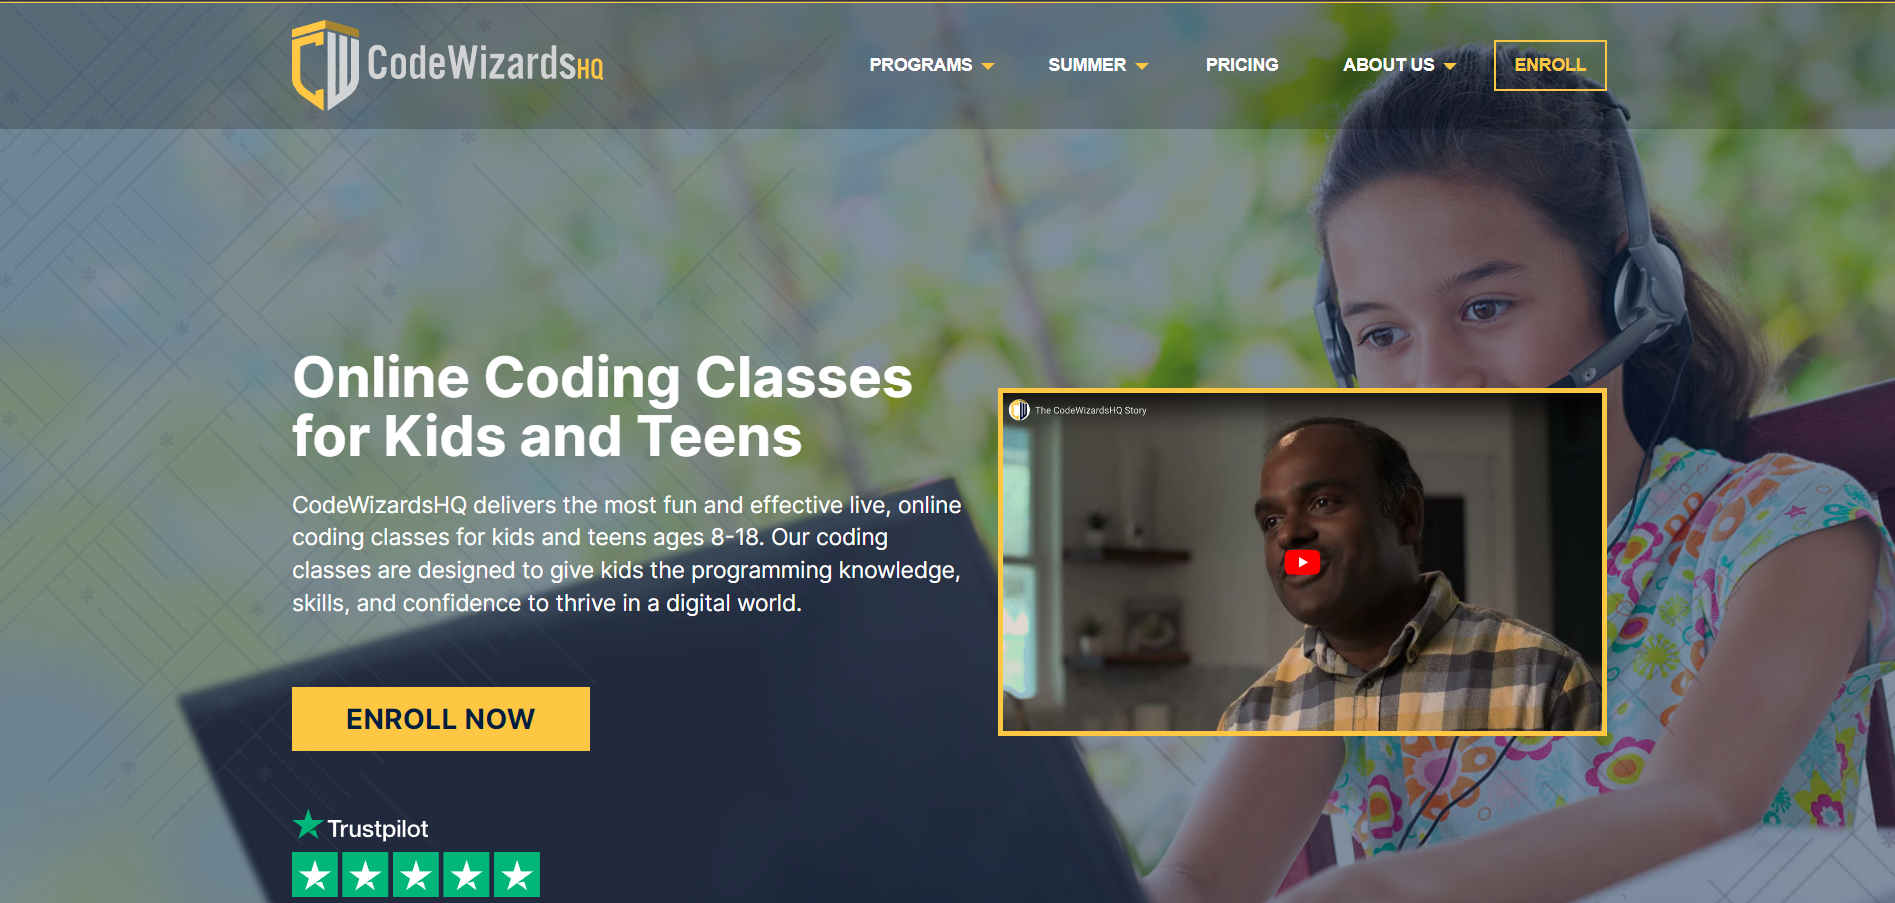 CodeWizardsHQ
PROGRAMS
SUMMER
PRICING
ABOUT US
ENROLL
Online Coding Classes
for Kids and Teens
CodeWizardsHQ delivers the most fun and effective live, online
coding classes for kids and teens ages 8-18. Our coding
classes are designed to give kids the programming knowledge,
skills, and confidence to thrive in a digital world.
The CodeWizardsHQ Story
ENROLL NOW
Trustpilot